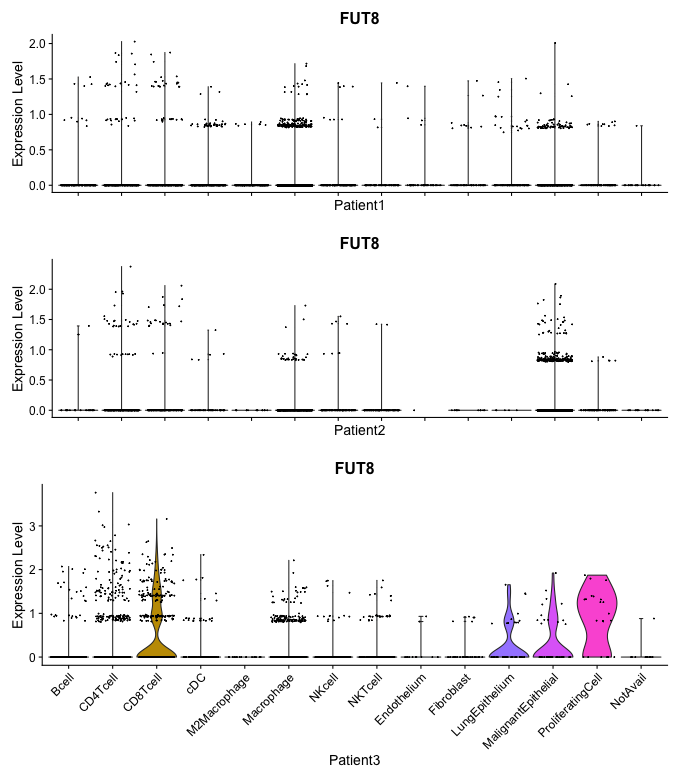 FUT8
2.0
1.5
1.0
0.5
0.0
Expression Level
Patient1
FUT8
2.0
1.5
1.0
0.5
0.0
Expression Level
Patient2
FUT8
3
2
1
0
Expression Level
Bcell
CD4Tcell
CD8Tcell
cDC
M2Macrophage
Macrophage
NKcell
NKTcell
Endothelium
Fibroblast
LungEpithelium
MalignantEpithelial
ProliferatingCell
NotAvail
Patient3